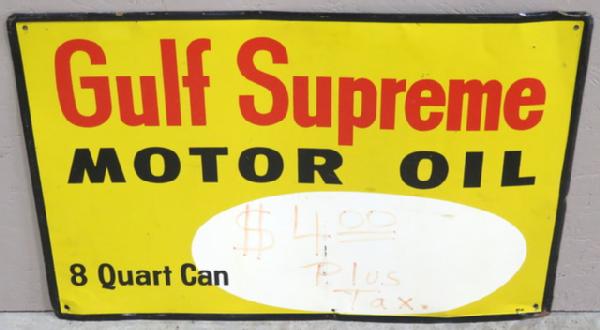 Gulf Supreme
MOTOR OIL
$4.00
8 Quart Can
Plus
Tax.